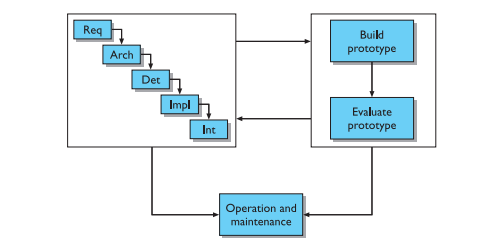 Req
Arch
Det
Impl
Int
Build
prototype
Evaluate
prototype
Operation and
maintenance